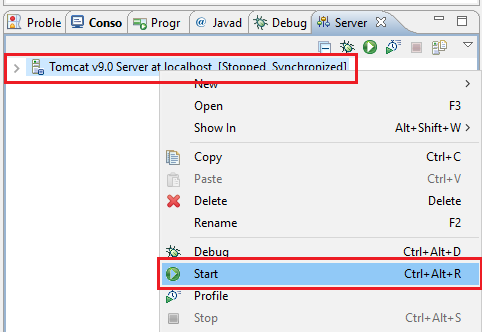 Proble Conso Progr @ Javad Debug Server
Tomcat v9.0 Server at localhost [Stopped, Synchronized]
New
Open F3
Show In Alt+Shift+W
Copy Ctrl+C
Paste Ctrl+V
Delete Delete
Rename F2
Debug Ctrl+Alt+D
Start Ctrl+Alt+R
Profile
Stop Ctrl+Alt+S